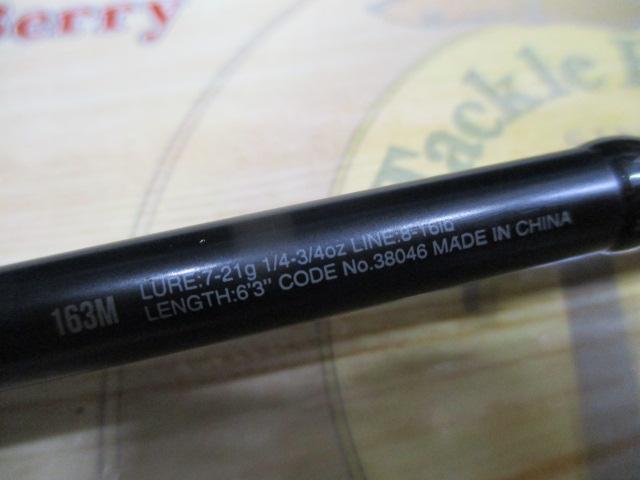 Berry
Tackle
163M
LURE:7-21g 1/4-3/4oz LINE:8-16lb
LENGTH:6'3" CODE No.38046 MADE IN CHINA